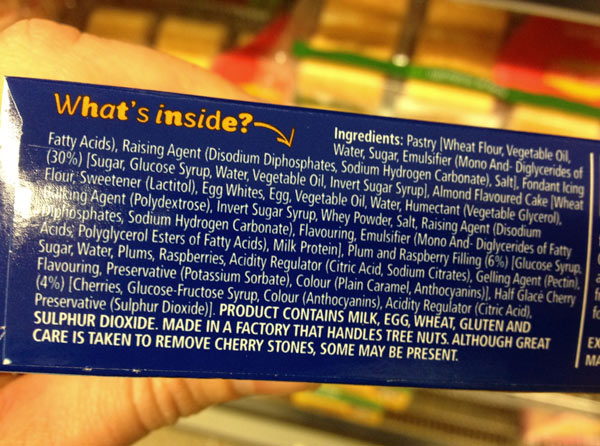 What's inside?
Ingredients: Pastry [Wheat Flour, Vegetable Oil,
Water, Sugar, Emulsifier (Mono And- Diglycerides of
Fatty Acids), Raising Agent (Disodium Diphosphates, Sodium Hydrogen Carbonate), Salt], Fondant Icing
(30%) [Sugar, Glucose Syrup, Water, Vegetable Oil, Invert Sugar Syrup], Almond Flavoured Cake [Wheat
Flour, Sweetener (Lactitol), Egg Whites, Egg, Vegetable Oil, Water, Humectant (Vegetable Glycerol),
Bulking Agent (Polydextrose), Invert Sugar Syrup, Whey Powder, Salt, Raising Agent (Disodium
Diphosphates, Sodium Hydrogen Carbonate), Flavouring, Emulsifier (Mono And- Diglycerides of Fatty
Acids, Polyglycerol Esters of Fatty Acids), Milk Protein], Plum and Raspberry Filling (6%) [Glucose Syrup,
Sugar, Water, Plums, Raspberries, Acidity Regulator (Citric Acid, Sodium Citrates), Gelling Agent (Pectin),
Flavouring, Preservative (Potassium Sorbate), Colour (Plain Caramel, Anthocyanins)], Half Glacé Cherry
(4%) [Cherries, Glucose-Fructose Syrup, Colour (Anthocyanins), Acidity Regulator (Citric Acid),
Preservative (Sulphur Dioxide)]. PRODUCT CONTAINS MILK, EGG, WHEAT, GLUTEN AND
SULPHUR DIOXIDE. MADE IN A FACTORY THAT HANDLES TREE NUTS. ALTHOUGH GREAT
CARE IS TAKEN TO REMOVE CHERRY STONES, SOME MAY BE PRESENT.